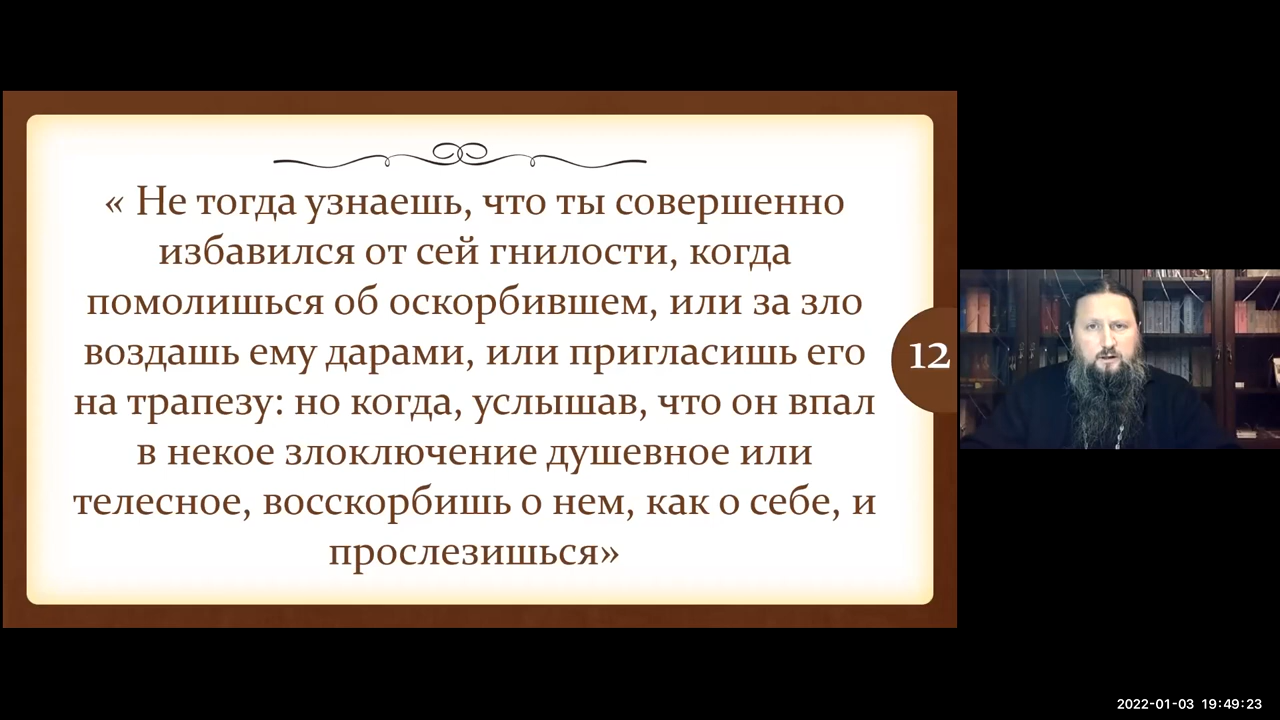 « Не тогда узнаешь, что ты совершенно
избавился от сей гнилости, когда
помолишься об оскорбившем, или за зло
воздашь ему дарами, или пригласишь его
на трапезу: но когда, услышав, что он впал
в некое злоключение душевное или
телесное, восскорбишь о нем, как о себе, и
прослезишься»
12
2022-01-03 19:49:23